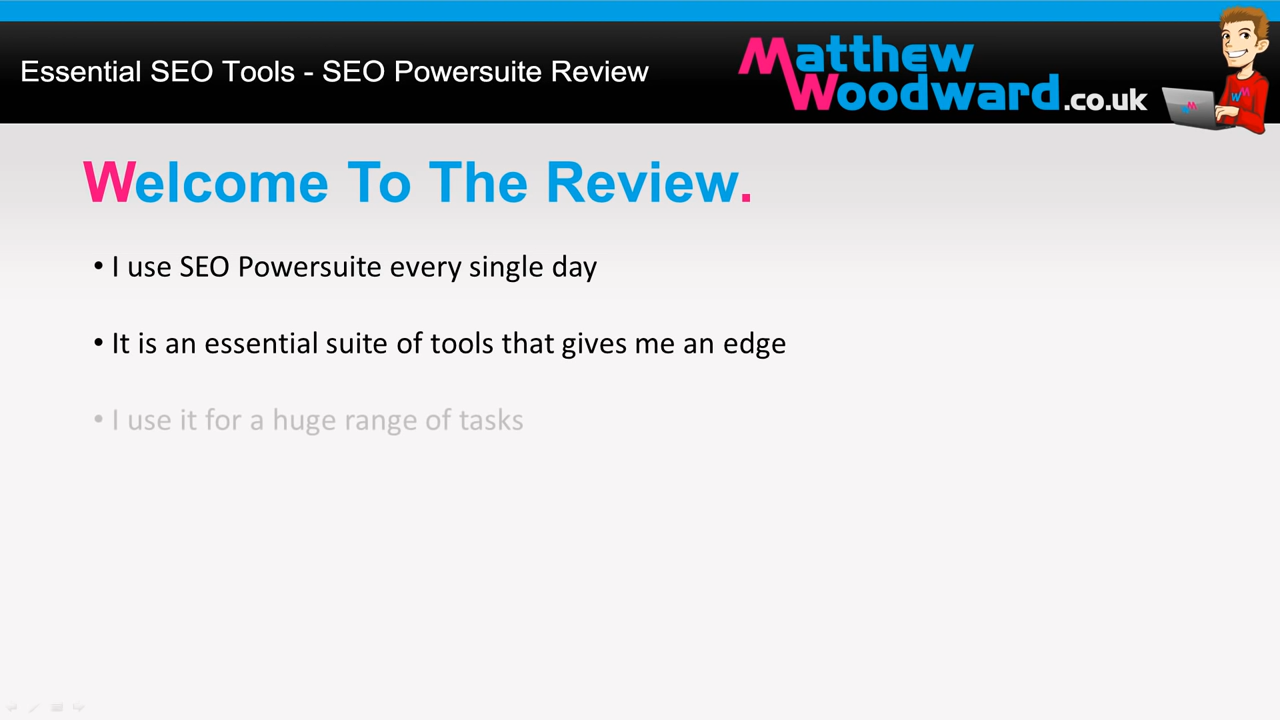 Essential SEO Tools - SEO Powersuite Review
Matthew
Woodward.co.uk
Welcome To The Review.
• I use SEO Powersuite every single day
• It is an essential suite of tools that gives me an edge
• I use it for a huge range of tasks